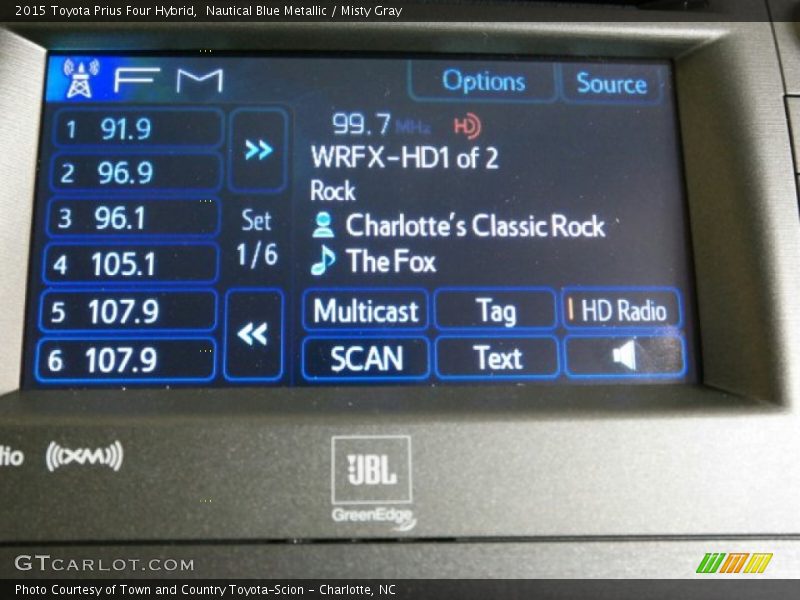 2015 Toyota Prius Four Hybrid,  Nautical Blue Metallic / Misty Gray
FM
Options
Source
1 91.9
2 96.9
3 96.1
4 105.1
5 107.9
6 107.9
Set
1/6
99.7 MHz HD
WRFX-HD1 of 2
Rock
Charlotte's Classic Rock
The Fox
Multicast
Tag
HD Radio
SCAN
Text
dio
((XM))
JBL
GreenEdge
GTCARLOT.COM
Photo Courtesy of Town and Country Toyota-Scion - Charlotte, NC